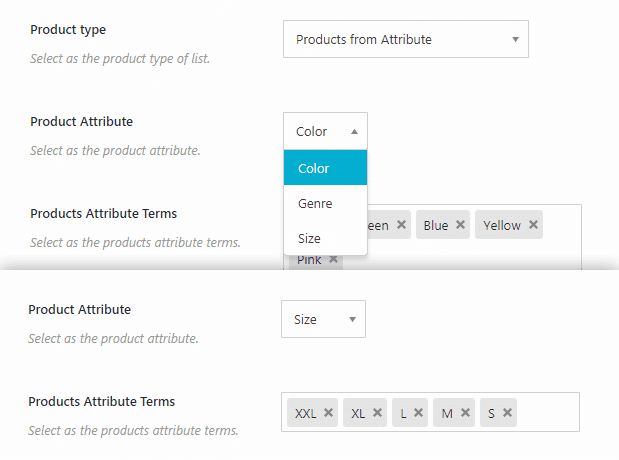 Product type
Products from Attribute
Select as the product type of list.
Product Attribute
Color
Select as the product attribute.
Color
Genre
Products Attribute Terms
een Blue Yellow
Select as the products attribute terms.
Size
Pink
Product Attribute
Size
Select as the product attribute.
Products Attribute Terms
XXL XL L M S
Select as the products attribute terms.